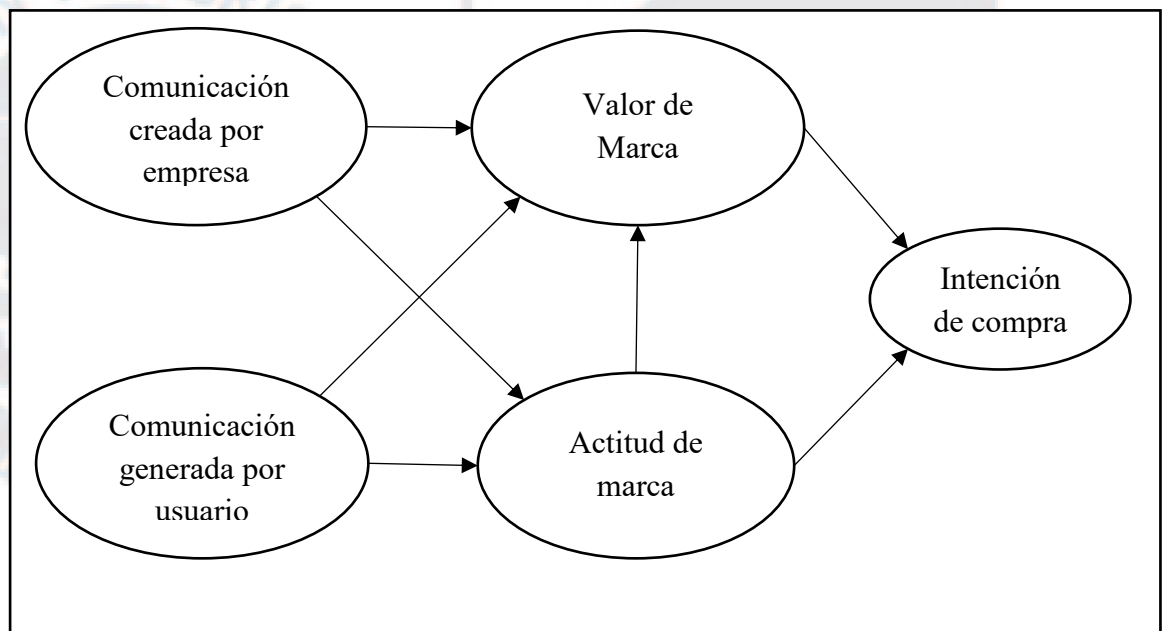 Comunicación
creada por
empresa
Valor de
Marca
Intención
de compra
Comunicación
generada por
usuario
Actitud de
marca